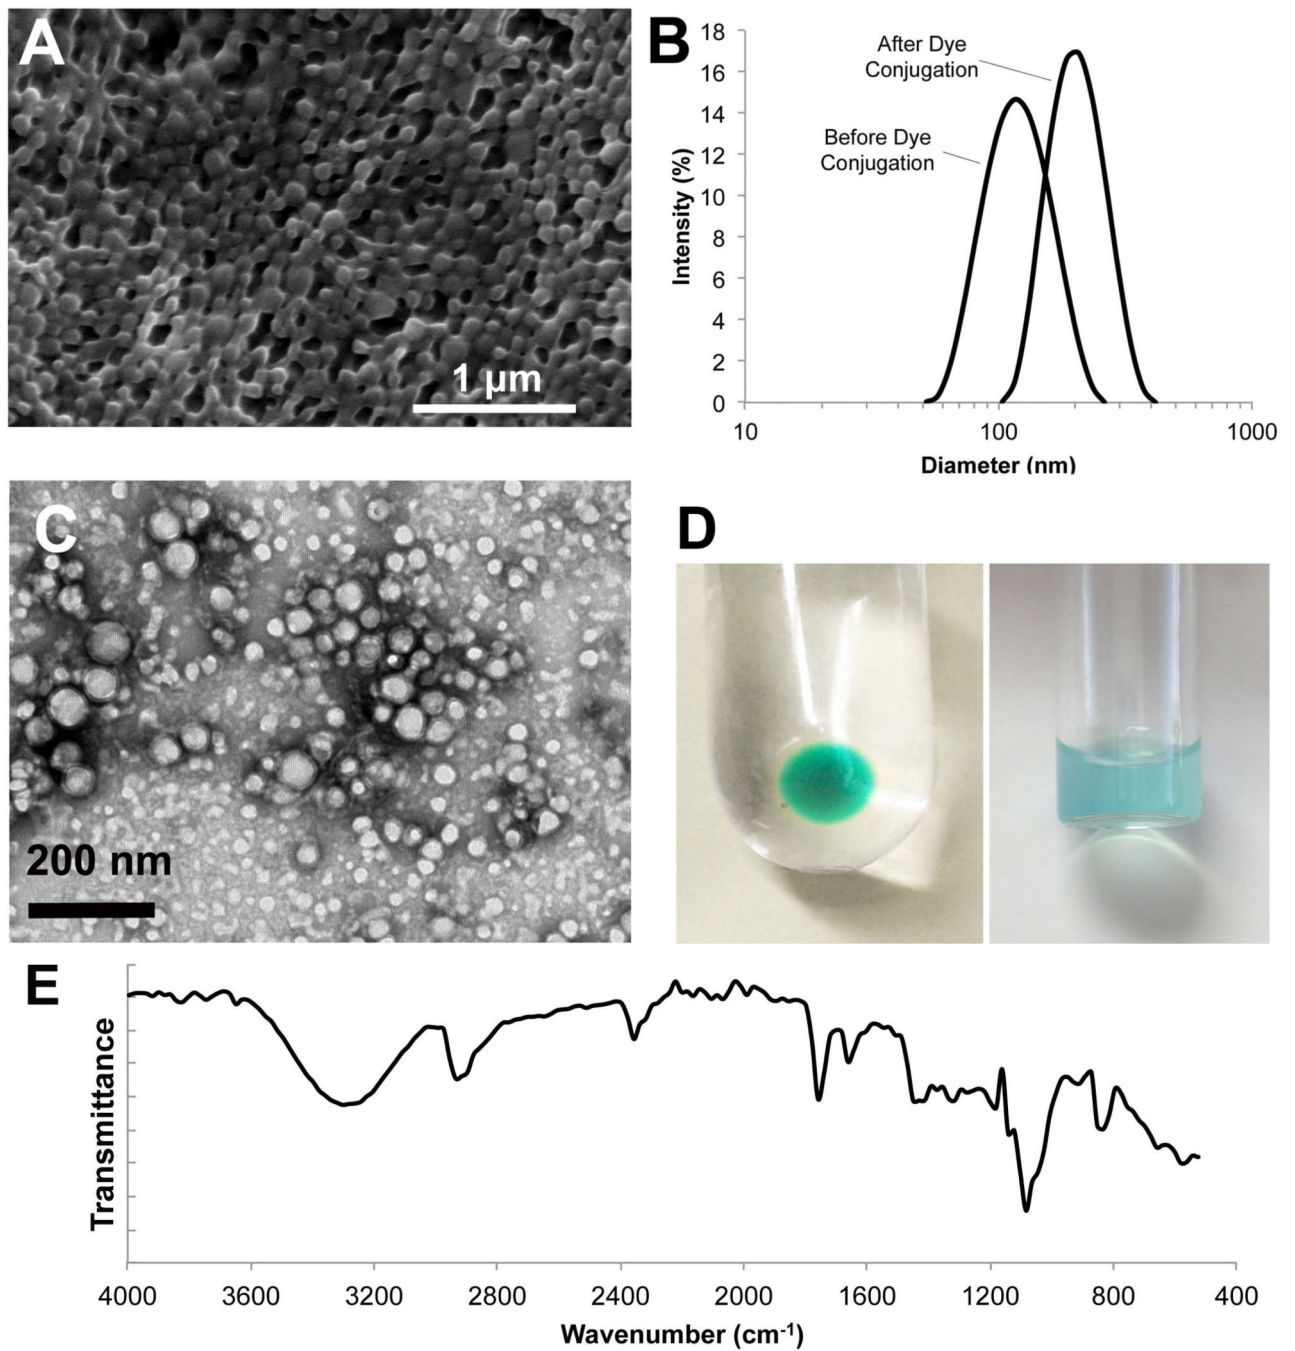 A
1 µm
B
18
16
14
12
10
8
6
4
2
0
Intensity (%)
After Dye
Conjugation
Before Dye
Conjugation
10 100 1000
Diameter (nm)
C
200 nm
D
E
Transmittance
4000 3600 3200 2800 2400 2000 1600 1200 800 400
Wavenumber (cm⁻¹)